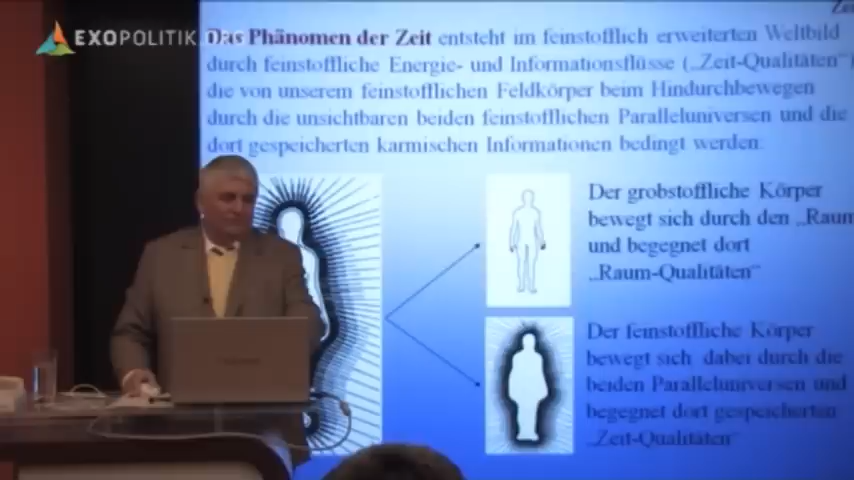 EXOPOLITIK.ORG
Das Phänomen der Zeit entsteht im feinstofflich erweiterten Weltbild
durch feinstoffliche Energie- und Informationsflüsse („Zeit-Qualitäten“)
die von unserem feinstofflichen Feldkörper beim Hindurchbewegen
durch die unsichtbaren beiden feinstofflichen Paralleluniversen und die
dort gespeicherten karmischen Informationen bedingt werden.
Der grobstoffliche Körper
bewegt sich durch den „Raum
und begegnet dort
„Raum-Qualitäten“
Der feinstoffliche Körper
bewegt sich dabei durch die
beiden Paralleluniversen und
begegnet dort gespeicherten
„Zeit-Qualitäten“